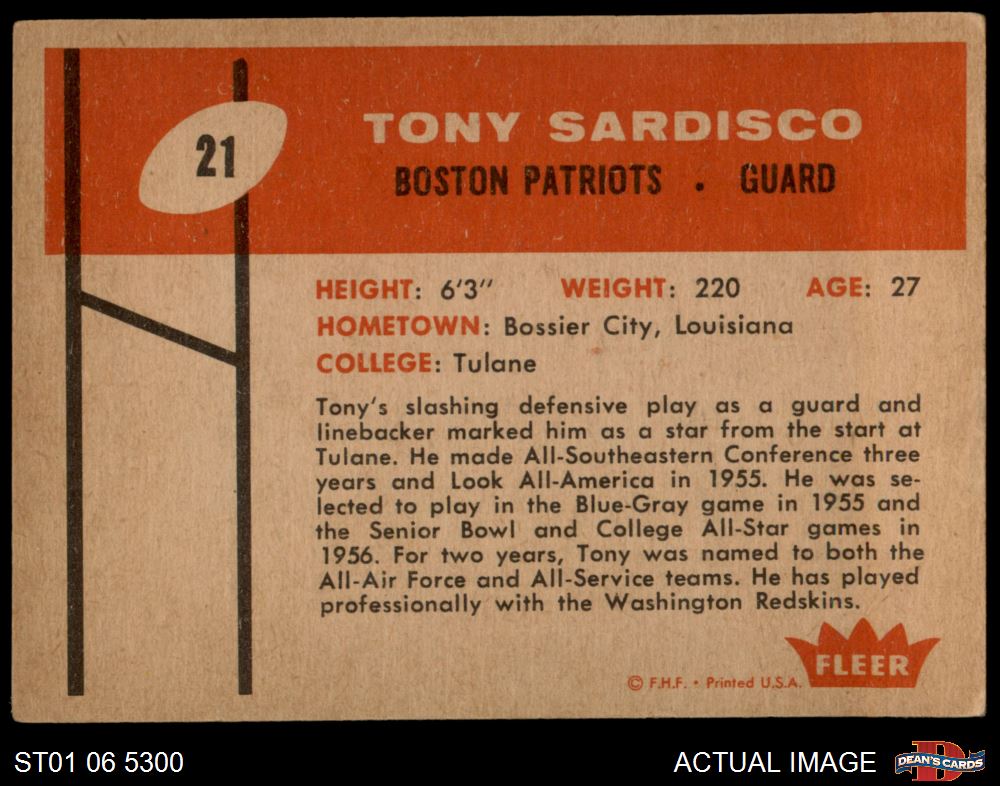 21
TONY SARDISCO
BOSTON PATRIOTS . GUARD
HEIGHT: 6'3" WEIGHT: 220 AGE: 27
HOMETOWN: Bossier City, Louisiana
COLLEGE: Tulane
Tony's slashing defensive play as a guard and
linebacker marked him as a star from the start at
Tulane. He made All-Southeastern Conference three
years and Look All-America in 1955. He was se-
lected to play in the Blue-Gray game in 1955 and
the Senior Bowl and College All-Star games in
1956. For two years, Tony was named to both the
All-Air Force and All-Service teams. He has played
professionally with the Washington Redskins.
FLEER
© F.H.F. • Printed U.S.A.
ST01 06 5300
ACTUAL IMAGE
D
DEAN'S CARDS